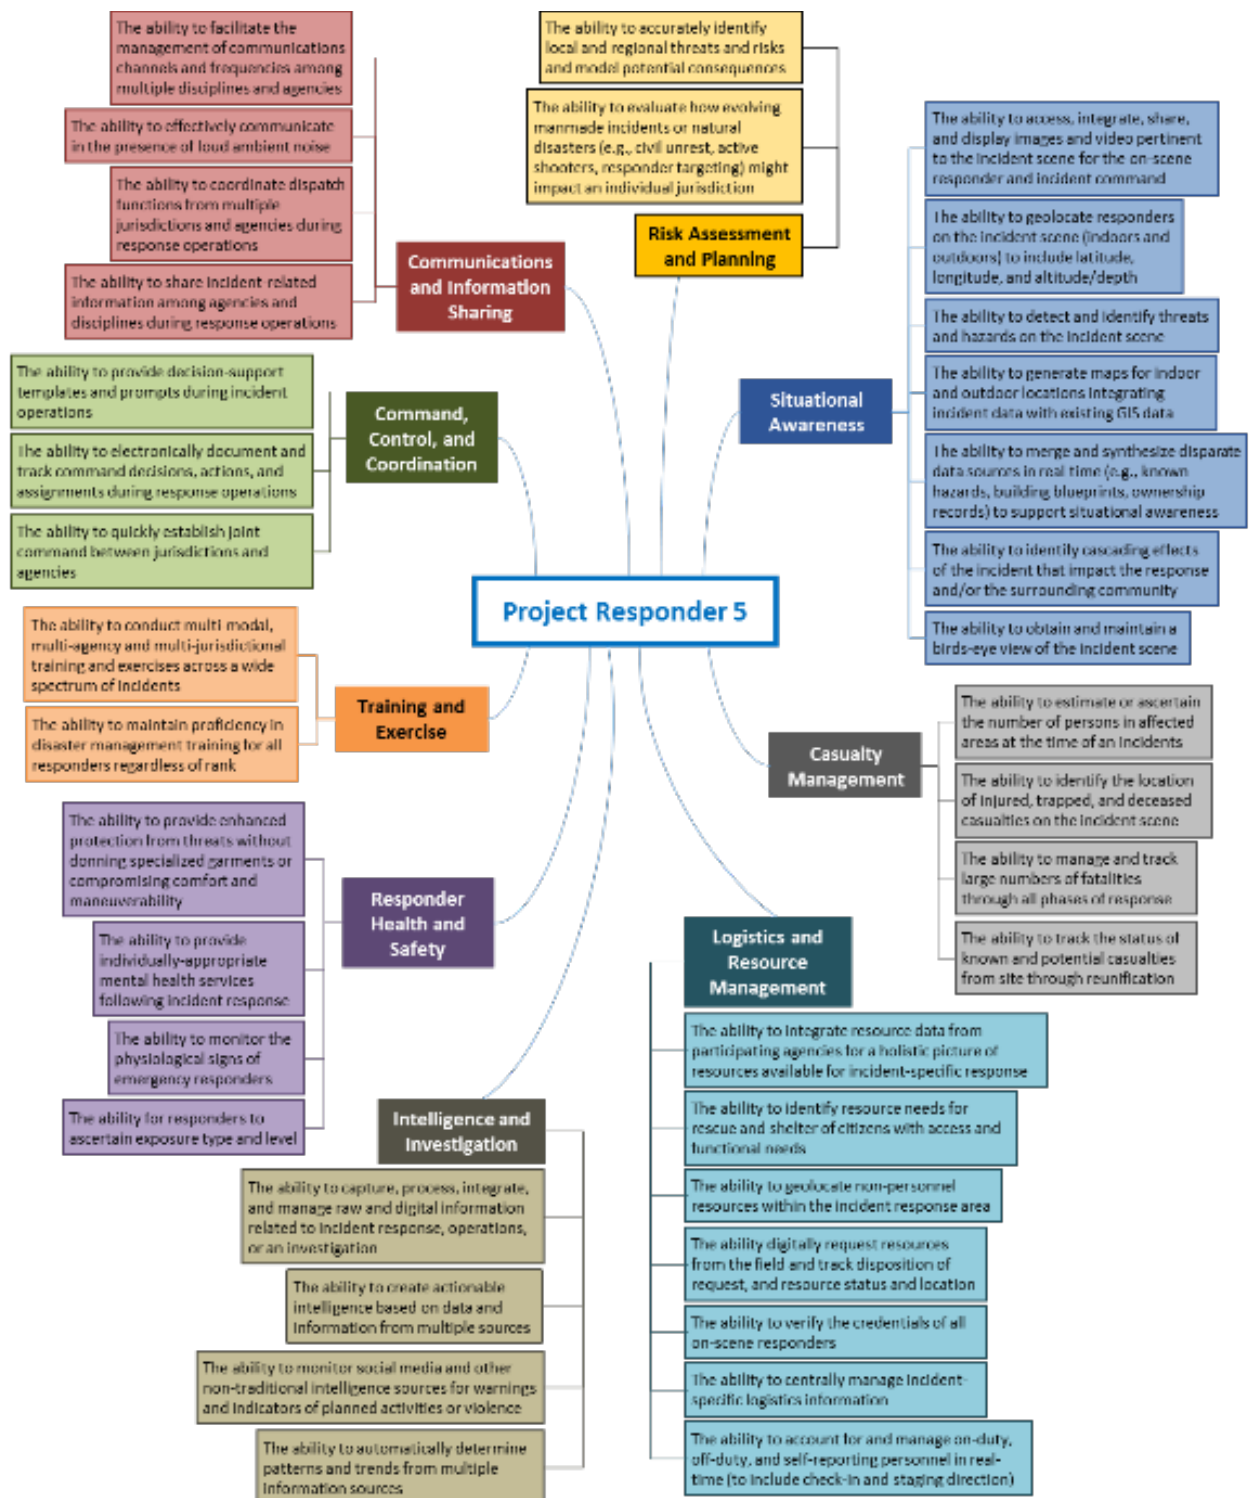 The ability to facilitate the
management of communications
channels and frequencies among
multiple disciplines and agencies
The ability to effectively communicate
in the presence of loud ambient noise
The ability to coordinate dispatch
functions from multiple
jurisdictions and agencies during
response operations
The ability to share incident-related
information among agencies and
disciplines during response operations
Communications
and Information
Sharing
The ability to accurately identify
local and regional threats and risks
and model potential consequences
The ability to evaluate how evolving
manmade incidents or natural
disasters (e.g., civil unrest, active
shooters, responder targeting) might
impact an individual jurisdiction
Risk Assessment
and Planning
The ability to access, integrate, share,
and display images and video pertinent
to the incident scene for the on-scene
responder and incident command
The ability to geolocate responders
on the incident scene (indoors and
outdoors) to include latitude,
longitude, and altitude/depth
The ability to detect and identify threats
and hazards on the incident scene
The ability to generate maps for indoor
and outdoor locations integrating
incident data with existing GIS data
The ability to merge and synthesize disparate
data sources in real time (e.g., known
hazards, building blueprints, ownership
records) to support situational awareness
The ability to identify cascading effects
of the incident that impact the response
and/or the surrounding community
The ability to obtain and maintain a
birds-eye view of the incident scene
Situational
Awareness
The ability to provide decision-support
templates and prompts during incident
operations
The ability to electronically document and
track command decisions, actions, and
assignments during response operations
The ability to quickly establish joint
command between jurisdictions and
agencies
Command,
Control, and
Coordination
Project Responder 5
The ability to conduct multi-modal,
multi-agency and multi-jurisdictional
training and exercises across a wide
spectrum of incidents
The ability to maintain proficiency in
disaster management training for all
responders regardless of rank
Training and
Exercise
Casualty
Management
The ability to estimate or ascertain
the number of persons in affected
areas at the time of an incidents
The ability to identify the location
of injured, trapped, and deceased
casualties on the incident scene
The ability to manage and track
large numbers of fatalities
through all phases of response
The ability to track the status of
known and potential casualties
from site through reunification
The ability to provide enhanced
protection from threats without
donning specialized garments or
compromising comfort and
maneuverability
The ability to provide
individually-appropriate
mental health services
following incident response
The ability to monitor the
physiological signs of
emergency responders
The ability for responders to
ascertain exposure type and level
Responder
Health and
Safety
Logistics and
Resource
Management
The ability to integrate resource data from
participating agencies for a holistic picture of
resources available for incident-specific response
The ability to identify resource needs for
rescue and shelter of citizens with access and
functional needs
The ability to geolocate non-personnel
resources within the incident response area
The ability digitally request resources
from the field and track disposition of
request, and resource status and location
The ability to verify the credentials of all
on-scene responders
The ability to centrally manage incident-
specific logistics information
The ability to account for and manage on-duty,
off-duty, and self-reporting personnel in real-
time (to include check-in and staging direction)
Intelligence and
Investigation
The ability to capture, process, integrate,
and manage raw and digital information
related to incident response, operations,
or an investigation
The ability to create actionable
intelligence based on data and
information from multiple sources
The ability to monitor social media and other
non-traditional intelligence sources for warnings
and indicators of planned activities or violence
The ability to automatically determine
patterns and trends from multiple
information sources